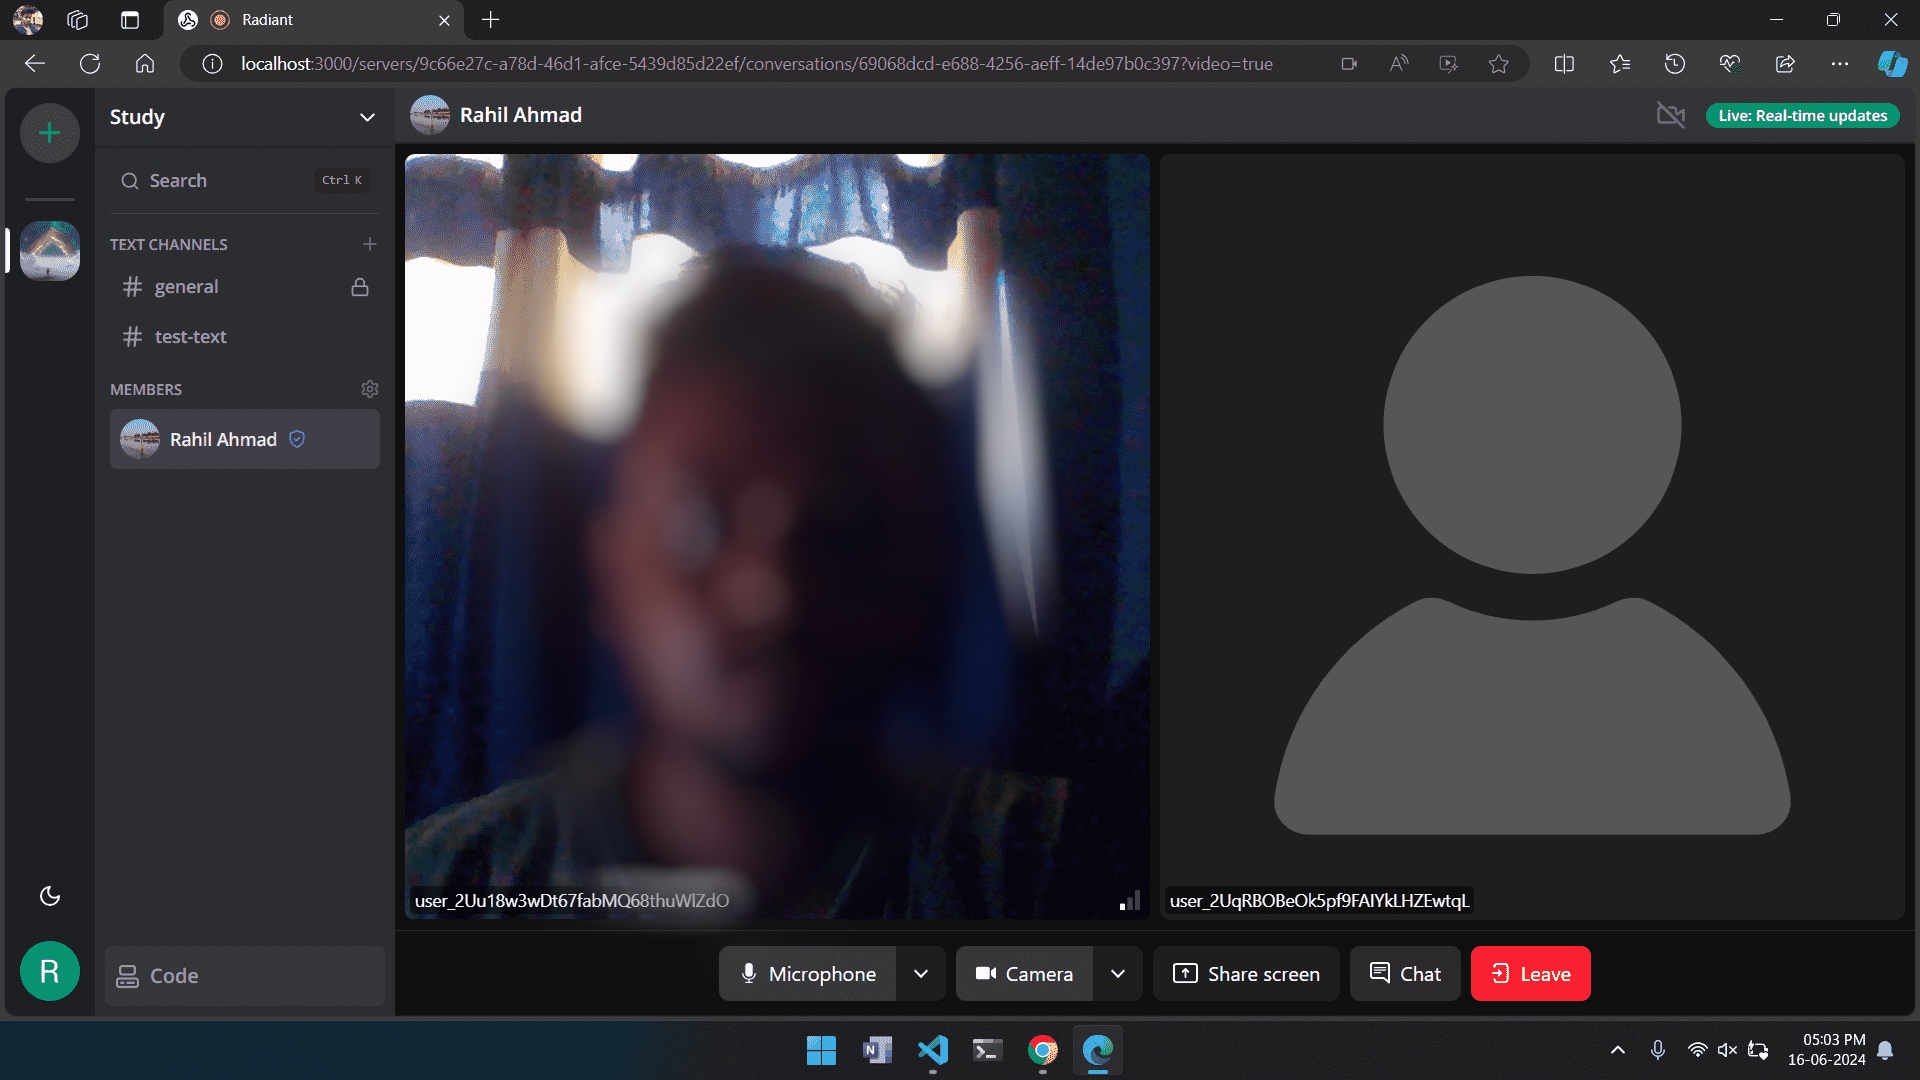 Radiant
localhost:3000/servers/9c66e27c-a78d-46d1-afce-5439d85d22ef/conversations/69068dcd-e688-4256-aeff-14de97b0c397?video=true
Study
Rahil Ahmad
Live: Real-time updates
Search
Ctrl K
TEXT CHANNELS
general
test-text
MEMBERS
Rahil Ahmad
user_2Uu18w3wDt67fabMQ68thuWlZdO
user_2UqRBOBeOk5pf9FAIYkLHZEwtqL
R
Code
Microphone
Camera
Share screen
Chat
Leave
05:03 PM
16-06-2024